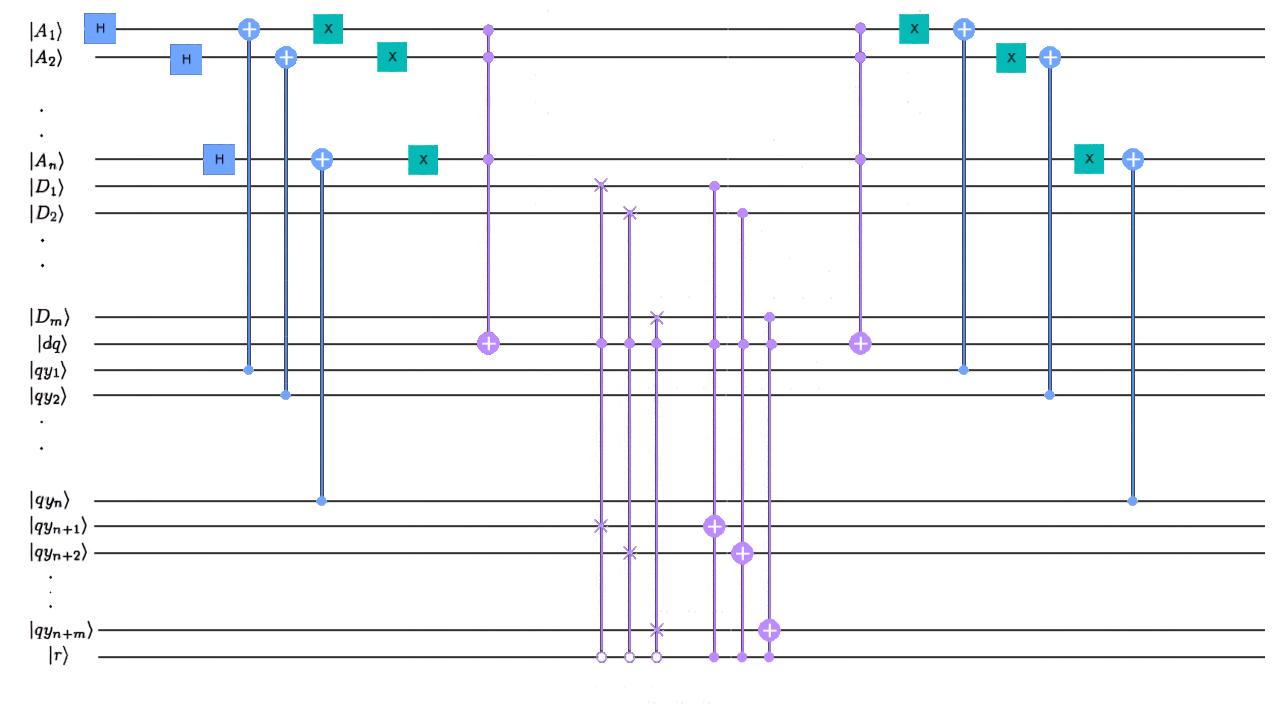 |A₁⟩ H X X
|A₂⟩ H X X
|Aₙ⟩ H X X
|D₁⟩
|D₂⟩
|Dₘ⟩
|dq⟩
|qy₁⟩
|qy₂⟩
|qyₙ⟩
|qyₙ₊₁⟩
|qyₙ₊₂⟩
|qyₙ₊ₘ⟩
|r⟩